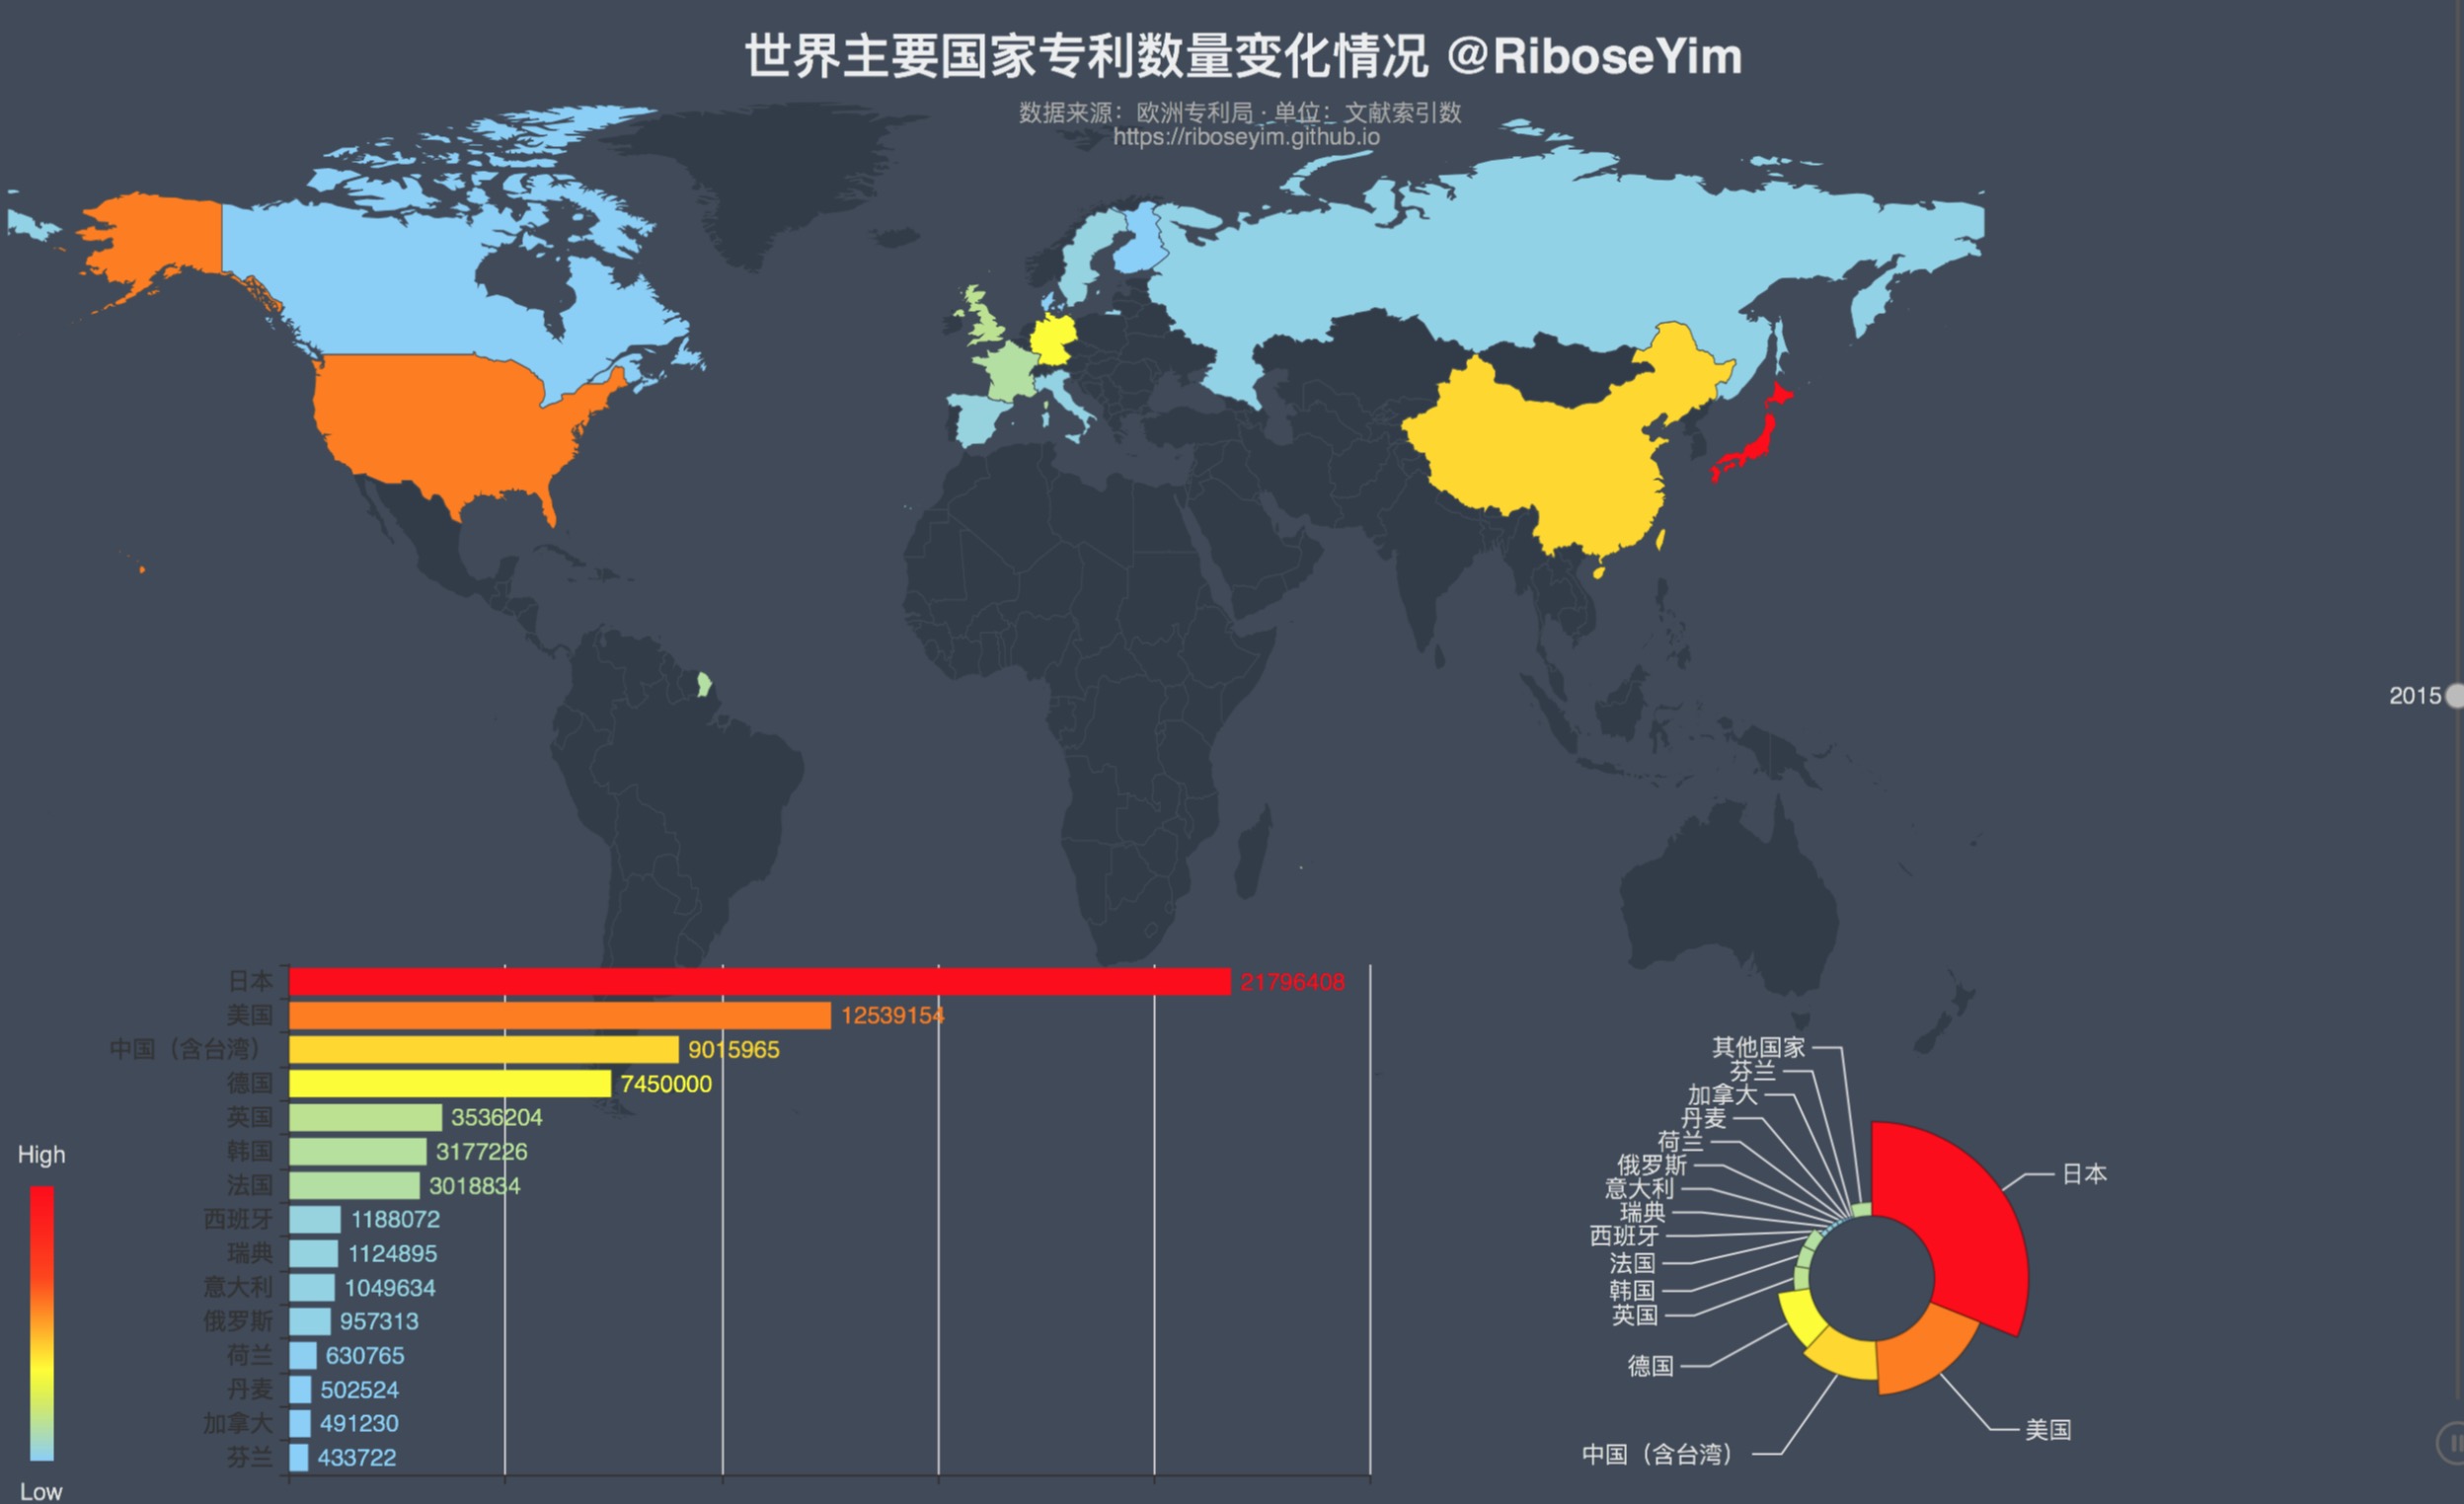 世界主要国家专利数量变化情况 @RiboseYim
数据来源：欧洲专利局 · 单位：文献索引数
https://riboseyim.github.io
2015
日本 21796408
美国 12539154
中国（含台湾） 9015965
德国 7450000
英国 3536204
韩国 3177226
法国 3018834
西班牙 1188072
瑞典 1124895
意大利 1049634
俄罗斯 957313
荷兰 630765
丹麦 502524
加拿大 491230
芬兰 433722
High
Low
其他国家
芬兰
加拿大
丹麦
荷兰
俄罗斯
意大利
瑞典
西班牙
法国
韩国
英国
德国
中国（含台湾）
日本
美国